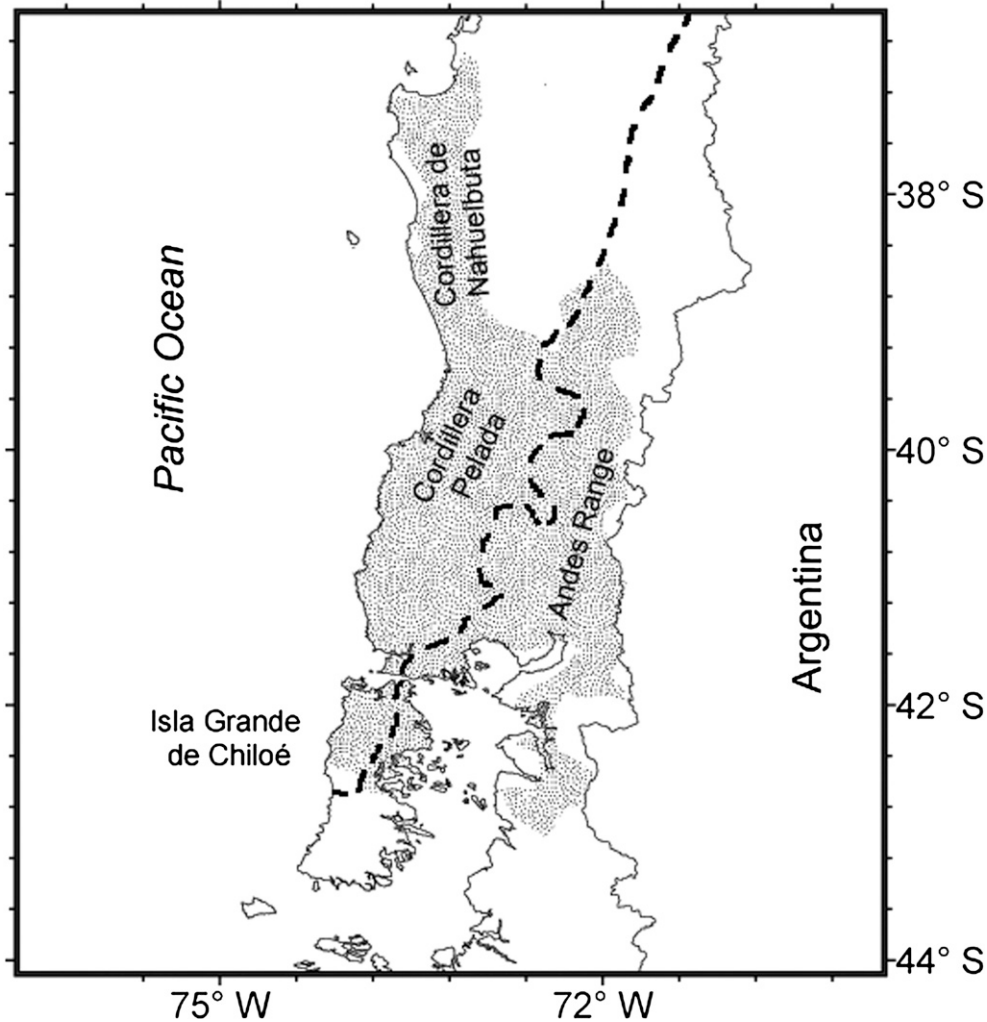 Cordillera de
Nahuelbuta
38° S
Pacific Ocean
Cordillera
Pelada
40° S
Andes Range
Argentina
42° S
Isla Grande
de Chiloé
44° S
75° W
72° W